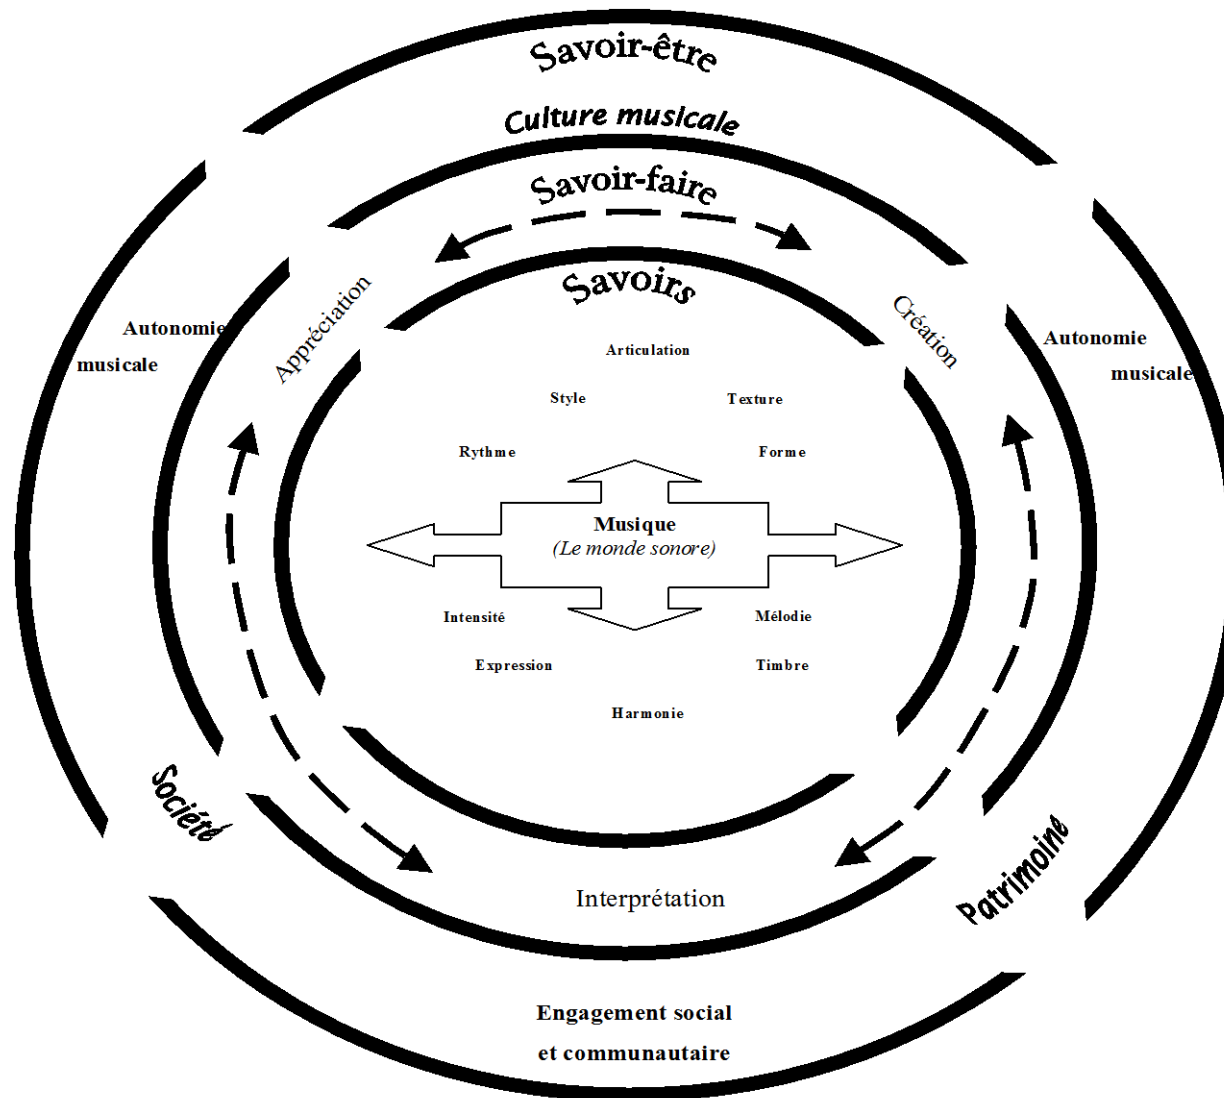 Savoir-être
Culture musicale
Savoir-faire
Savoirs
Appréciation
Création
Autonomie
musicale
Autonomie
musicale
Articulation
Style
Texture
Rythme
Forme
Musique
(Le monde sonore)
Intensité
Mélodie
Expression
Timbre
Harmonie
Société
Patrimoine
Interprétation
Engagement social
et communautaire